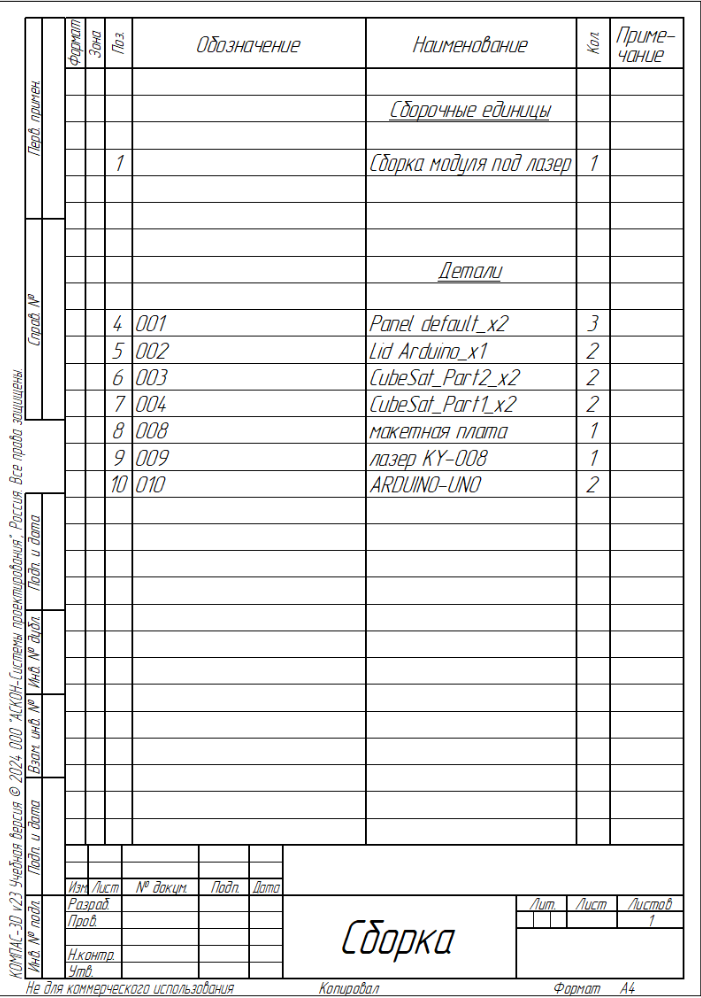 Формат Зона Поз. Обозначение Наименование Кол. Приме-
чание
Сборочные единицы
1 Сборка модуля под лазер 1
Детали
4 001 Panel default_x2 3
5 002 Lid Arduino_x1 2
6 003 CubeSat_Part2_x2 2
7 004 CubeSat_Part1_x2 2
8 008 макетная плата 1
9 009 лазер KY-008 1
10 010 ARDUINO-UNO 2
Перв. примен.
Справ. №
Подп. и дата
Инв. № дубл.
Взам. инв. №
Подп. и дата
Инв. № подл.
КОМПАС-3D v23 Учебная версия © 2024 ООО "АСКОН-Системы проектирования", Россия. Все права защищены.
Изм. Лист № докум. Подп. Дата
Разраб.
Пров.
Н.контр.
Утв.
Сборка
Лит. Лист Листов
1
Не для коммерческого использования Копировал Формат А4